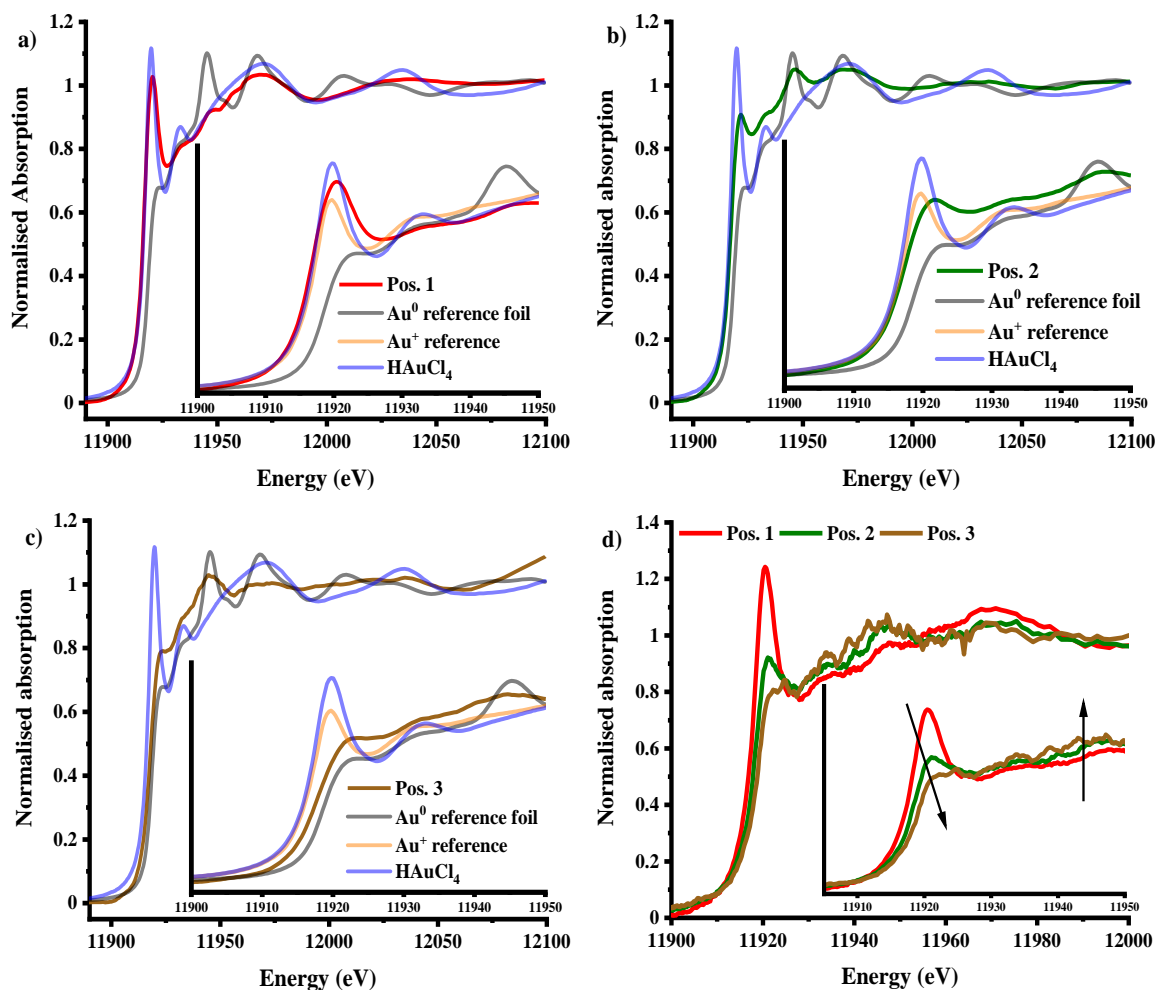 a)
1.2
1
0.8
0.6
0.4
0.2
0
Normalised Absorption
Pos. 1
Au⁰ reference foil
Au⁺ reference
HAuCl₄
11900 11910 11920 11930 11940 11950
11900 11950 12000 12050 12100
Energy (eV)
b)
1.2
1
0.8
0.6
0.4
0.2
0
Normalised absorption
Pos. 2
Au⁰ reference foil
Au⁺ reference
HAuCl₄
11900 11910 11920 11930 11940 11950
11900 11950 12000 12050 12100
Energy (eV)
c)
1.2
1
0.8
0.6
0.4
0.2
0
Normalised absorption
Pos. 3
Au⁰ reference foil
Au⁺ reference
HAuCl₄
11900 11910 11920 11930 11940 11950
11900 11950 12000 12050 12100
Energy (eV)
d)
1.4
1.2
1
0.8
0.6
0.4
0.2
0
Normalised absorption
Pos. 1 Pos. 2 Pos. 3
11910 11920 11930 11940 11950
11900 11920 11940 11960 11980 12000
Energy (eV)